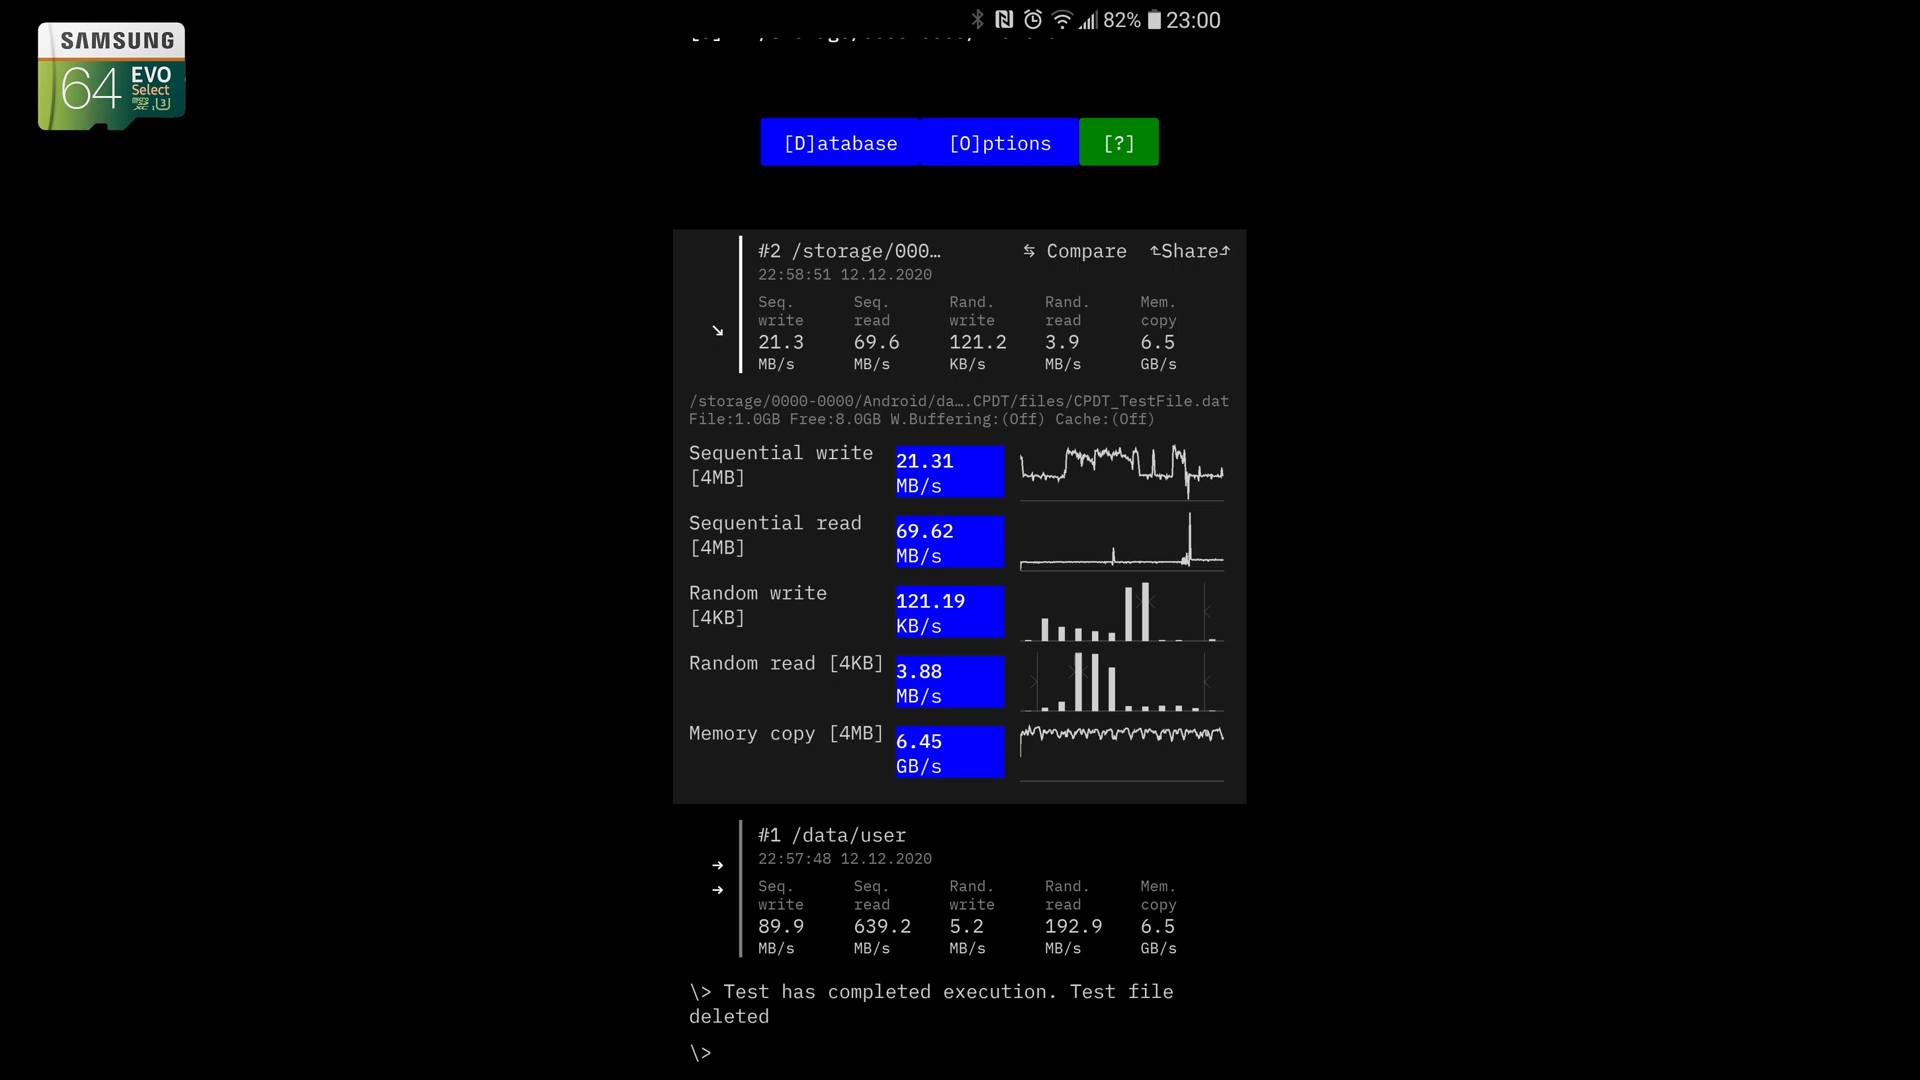 82% 23:00
SAMSUNG
64 EVO
Select
micro
SD XC I U3
[D]atabase [O]ptions [?]
#2 /storage/000… ⇆ Compare ↥Share↥
22:58:51 12.12.2020
Seq. write Seq. read Rand. write Rand. read Mem. copy
21.3 69.6 121.2 3.9 6.5
MB/s MB/s KB/s MB/s GB/s
/storage/0000-0000/Android/da….CPDT/files/CPDT_TestFile.dat
File:1.0GB Free:8.0GB W.Buffering:(Off) Cache:(Off)
Sequential write [4MB] 21.31 MB/s
Sequential read [4MB] 69.62 MB/s
Random write [4KB] 121.19 KB/s
Random read [4KB] 3.88 MB/s
Memory copy [4MB] 6.45 GB/s
#1 /data/user
22:57:48 12.12.2020
Seq. write Seq. read Rand. write Rand. read Mem. copy
89.9 639.2 5.2 192.9 6.5
MB/s MB/s MB/s MB/s GB/s
\> Test has completed execution. Test file
deleted
\>